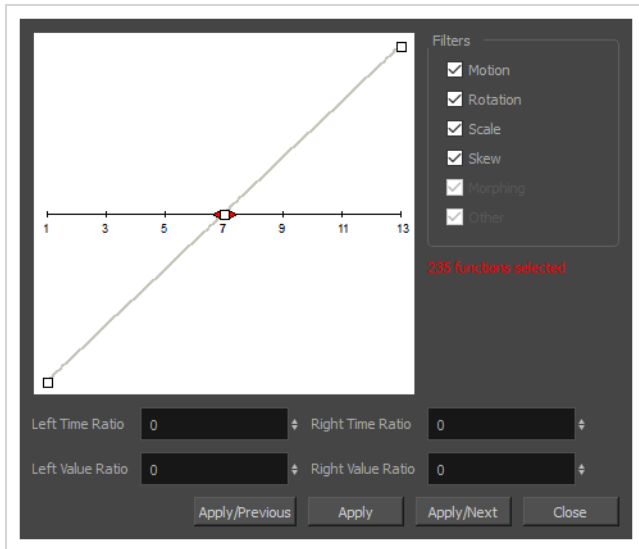 Filters
Motion
Rotation
Scale
Skew
Morphing
Other
1 3 5 7 9 11 13
235 functions selected
Left Time Ratio 0 Right Time Ratio 0
Left Value Ratio 0 Right Value Ratio 0
Apply/Previous Apply Apply/Next Close